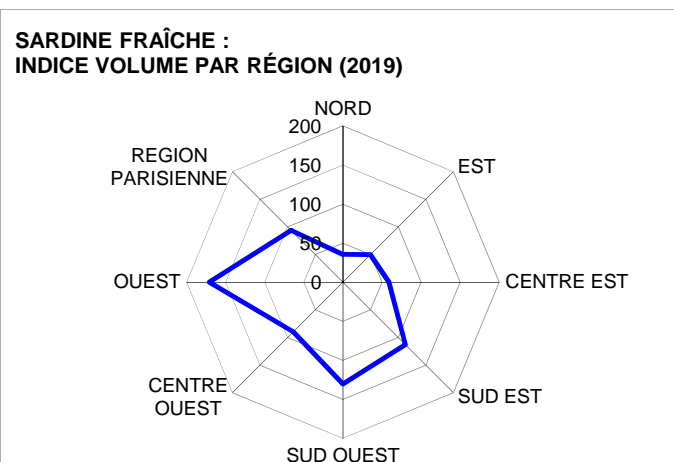 SARDINE FRAÎCHE :
INDICE VOLUME PAR RÉGION (2019)
NORD
200
REGION
PARISIENNE
EST
150
100
50
OUEST
0
CENTRE EST
CENTRE
OUEST
SUD EST
SUD OUEST